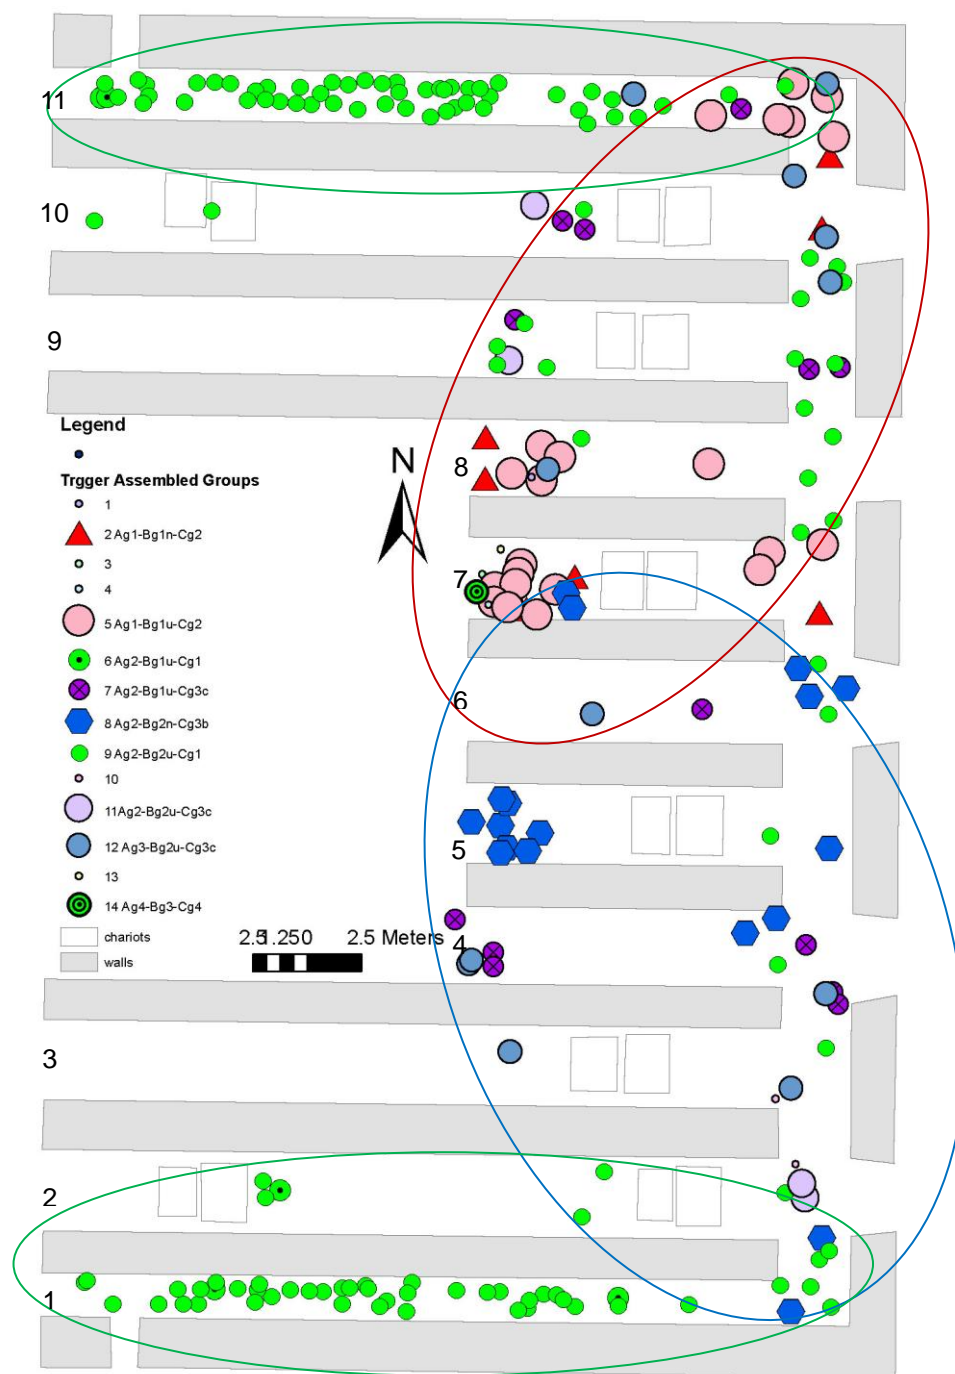 11
10
9
Legend
Trgger Assembled Groups
1
2 Ag1-Bg1n-Cg2
3
4
5 Ag1-Bg1u-Cg2
6 Ag2-Bg1u-Cg1
7 Ag2-Bg1u-Cg3c
8 Ag2-Bg2n-Cg3b
9 Ag2-Bg2u-Cg1
10
11Ag2-Bg2u-Cg3c
12 Ag3-Bg2u-Cg3c
13
14 Ag4-Bg3-Cg4
chariots
walls
N
2.51.250 2.5 Meters
8
7
6
5
4
3
2
1